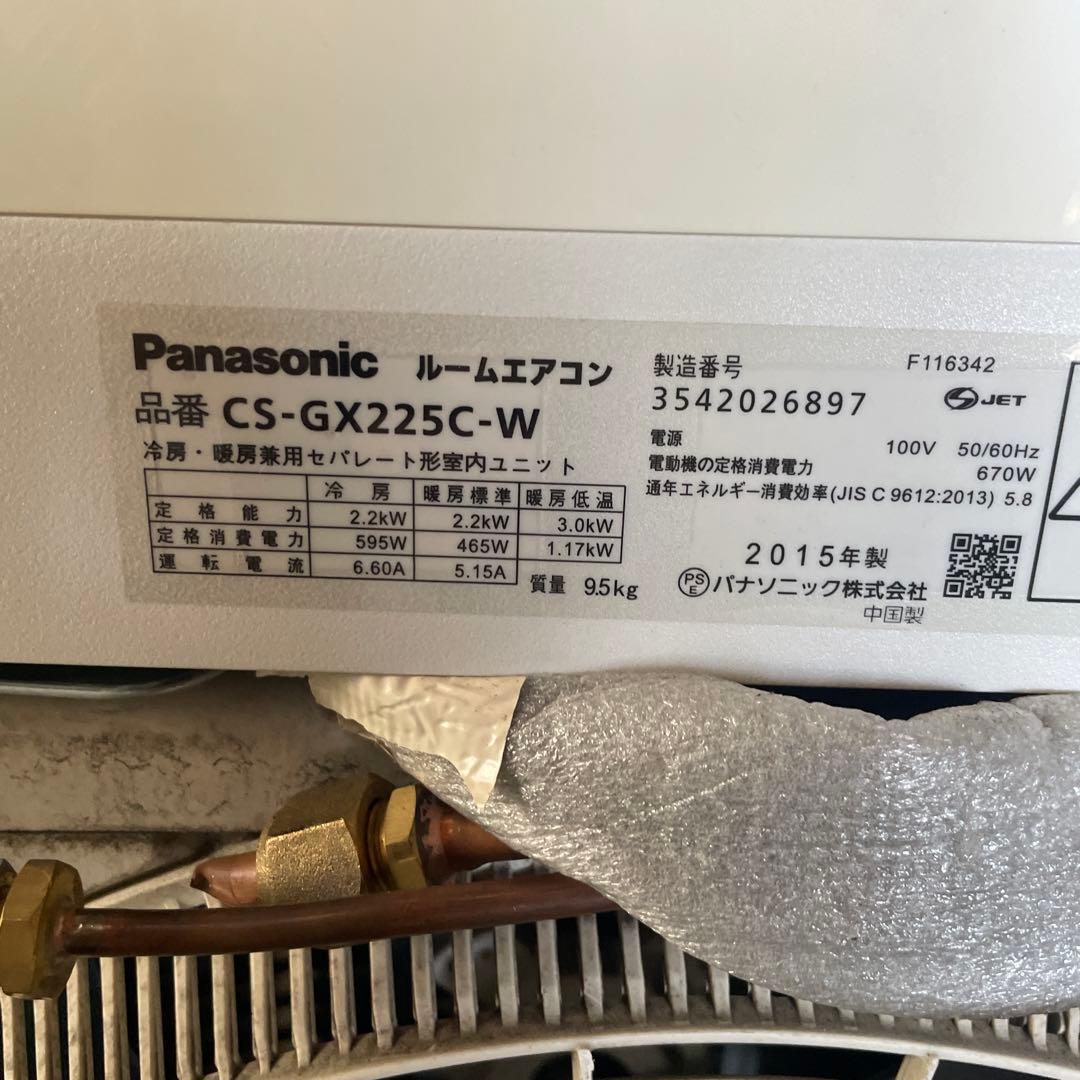 Panasonic ルームエアコン
品番 CS-GX225C-W
冷房・暖房兼用セパレート形室内ユニット
冷房 暖房標準 暖房低温
定格能力 2.2kW 2.2kW 3.0kW
定格消費電力 595W 465W 1.17kW
運転電流 6.60A 5.15A
質量 9.5kg
製造番号 F116342
3542026897 JET
電源 100V 50/60Hz
電動機の定格消費電力 670W
通年エネルギー消費効率(JIS C 9612:2013) 5.8
2015年製
PSE パナソニック株式会社
中国製